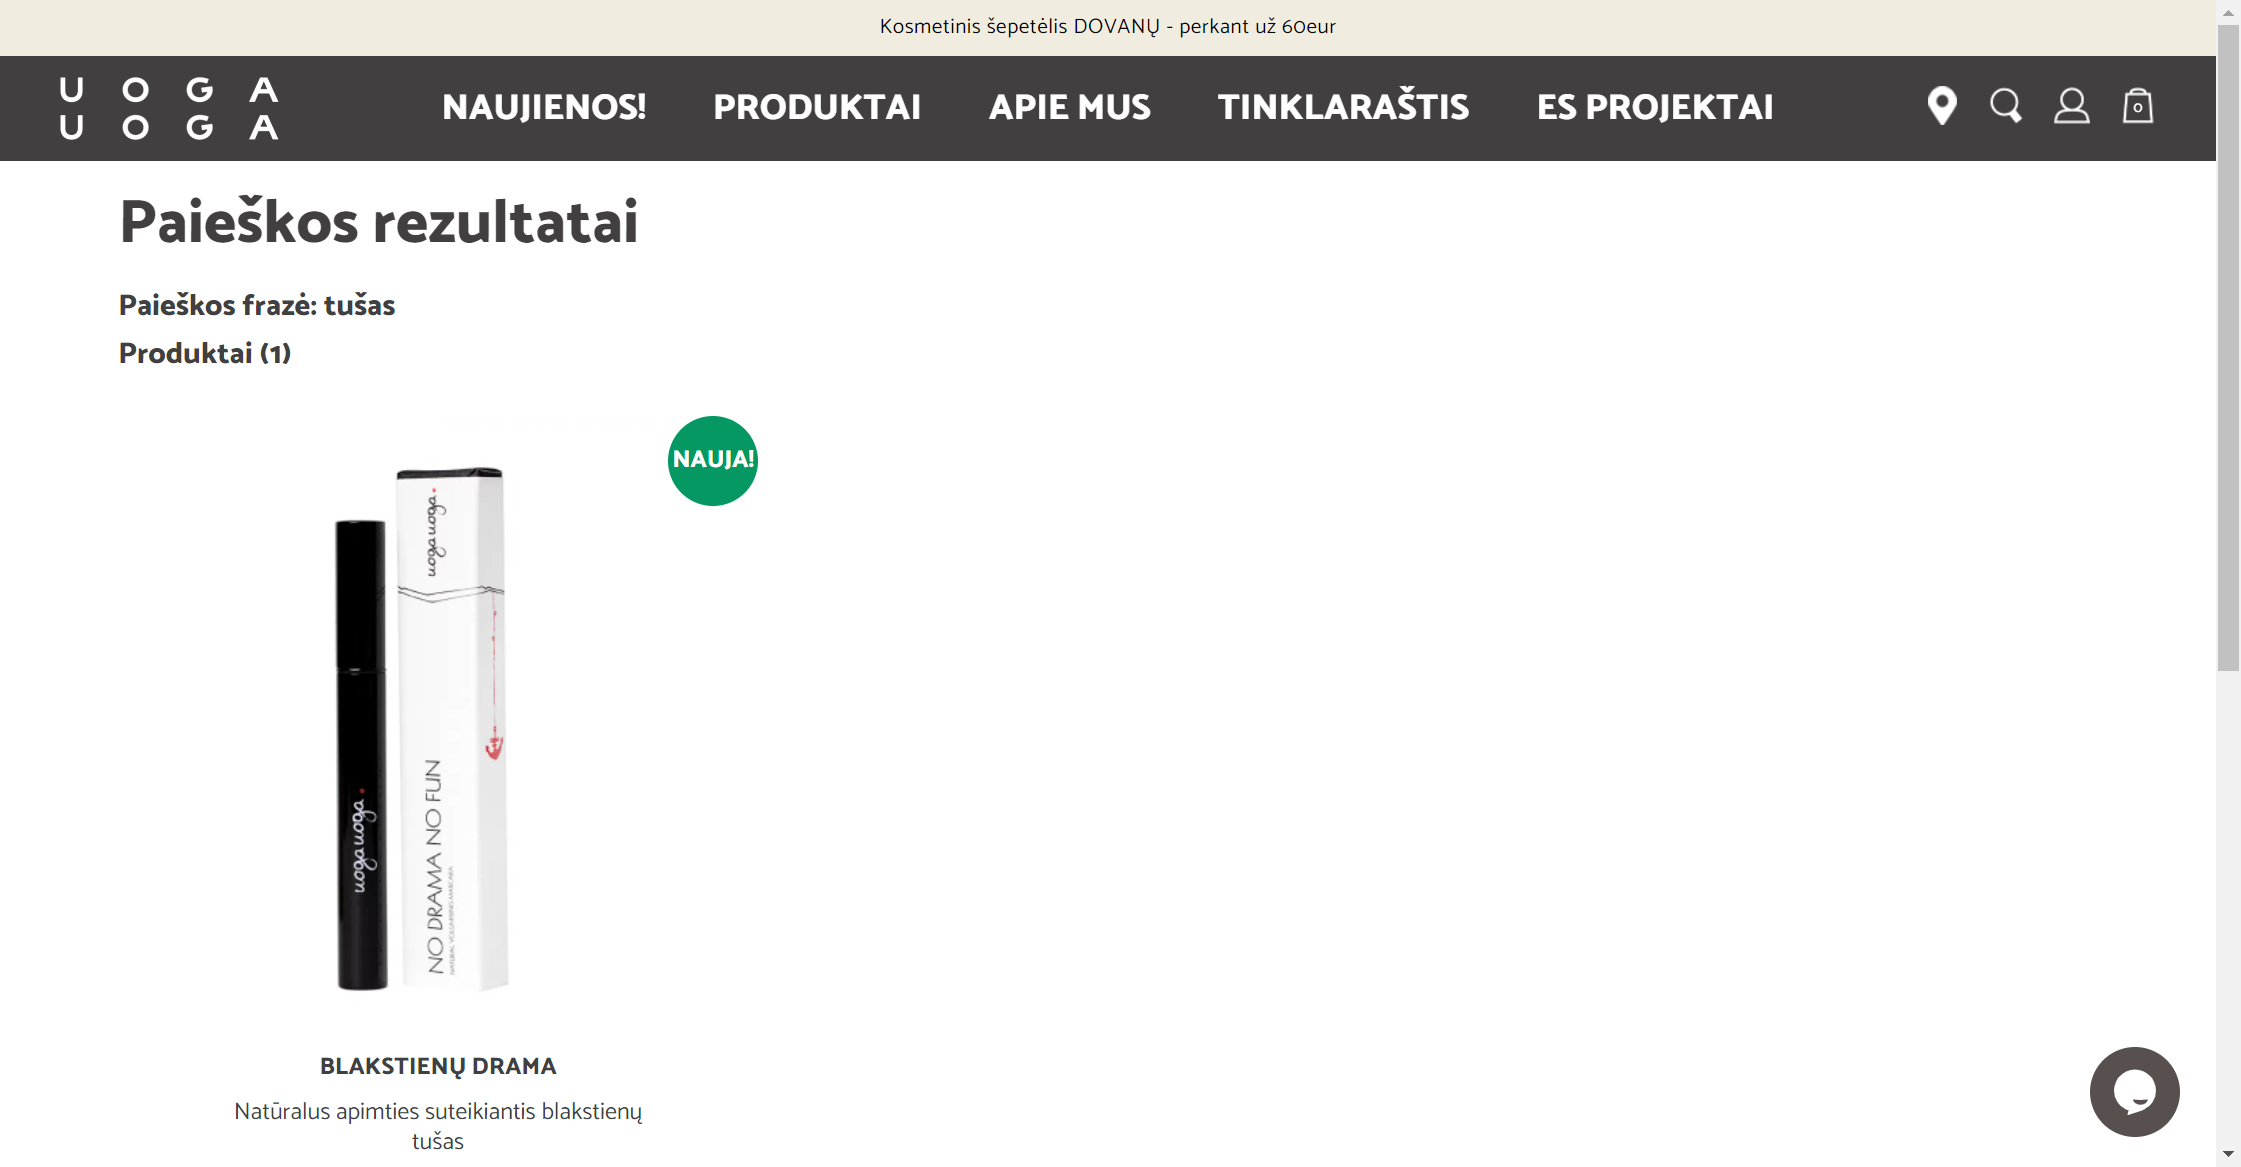 Kosmetinis šepetėlis DOVANŲ - perkant už 60eur
UOGA
UOGA
NAUJIENOS!
PRODUKTAI
APIE MUS
TINKLARAŠTIS
ES PROJEKTAI
0
Paieškos rezultatai
Paieškos frazė: tušas
Produktai (1)
NAUJA!
uoga uoga
uoga uoga
NO DRAMA NO FUN
NATURAL VOLUMISING MASCARA
BLAKSTIENŲ DRAMA
Natūralus apimties suteikiantis blakstienų
tušas